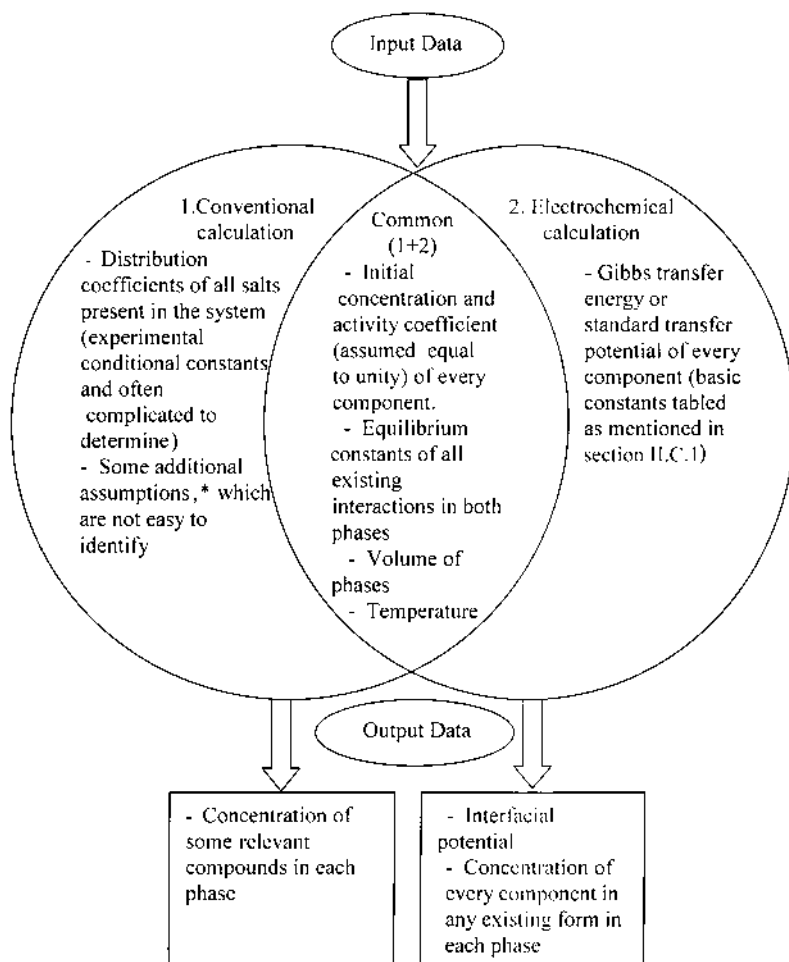 Input Data
1.Conventional
calculation
- Distribution
coefficients of all salts
present in the system
(experimental
conditional constants
and often
complicated to
determine)
- Some additional
assumptions,* which
are not easy to
identify
Common
(1+2)
- Initial
concentration and
activity coefficient
(assumed equal
to unity) of every
component.
- Equilibrium
constants of all
existing
interactions in both
phases
- Volume of
phases
- Temperature
2. Electrochemical
calculation
- Gibbs transfer
energy or
standard transfer
potential of every
component (basic
constants tabled
as mentioned in
section II.C.1)
Output Data
- Concentration of
some relevant
compounds in each
phase
- Interfacial
potential
- Concentration of
every component in
any existing form in
each phase